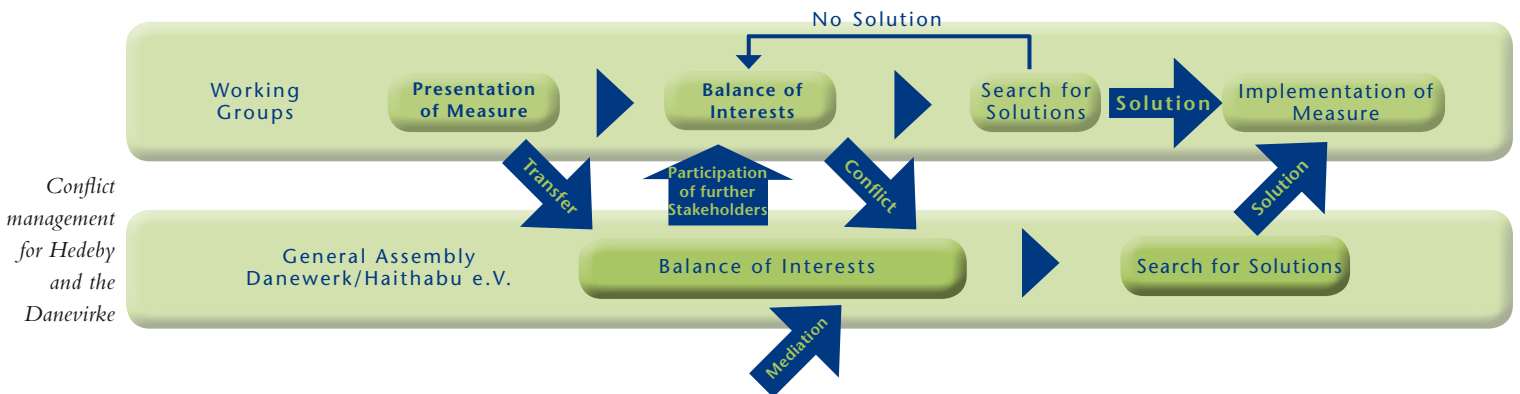 No Solution
Working
Groups
Presentation
of Measure
Balance of
Interests
Search for
Solutions
Solution
Implementation of
Measure
Transfer
Participation
of further
Stakeholders
Conflict
Solution
Conflict
management
for Hedeby
and the
Danevirke
General Assembly
Danewerk/Haithabu e.V.
Balance of Interests
Search for Solutions
Mediation